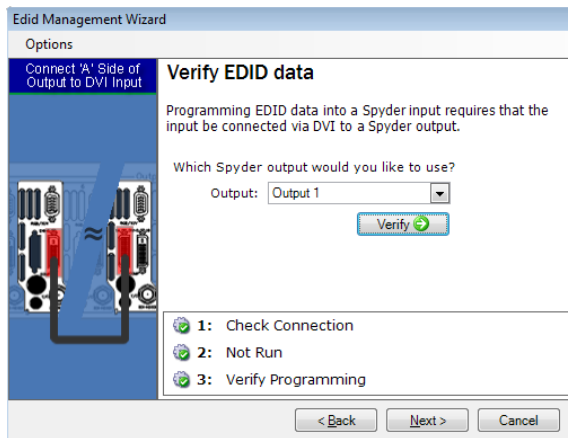 Edid Management Wizard
Options
Connect 'A' Side of
Output to DVI Input
Verify EDID data
Programming EDID data into a Spyder input requires that the
input be connected via DVI to a Spyder output.
Which Spyder output would you like to use?
Output: Output 1
Verify
1: Check Connection
2: Not Run
3: Verify Programming
< Back Next > Cancel